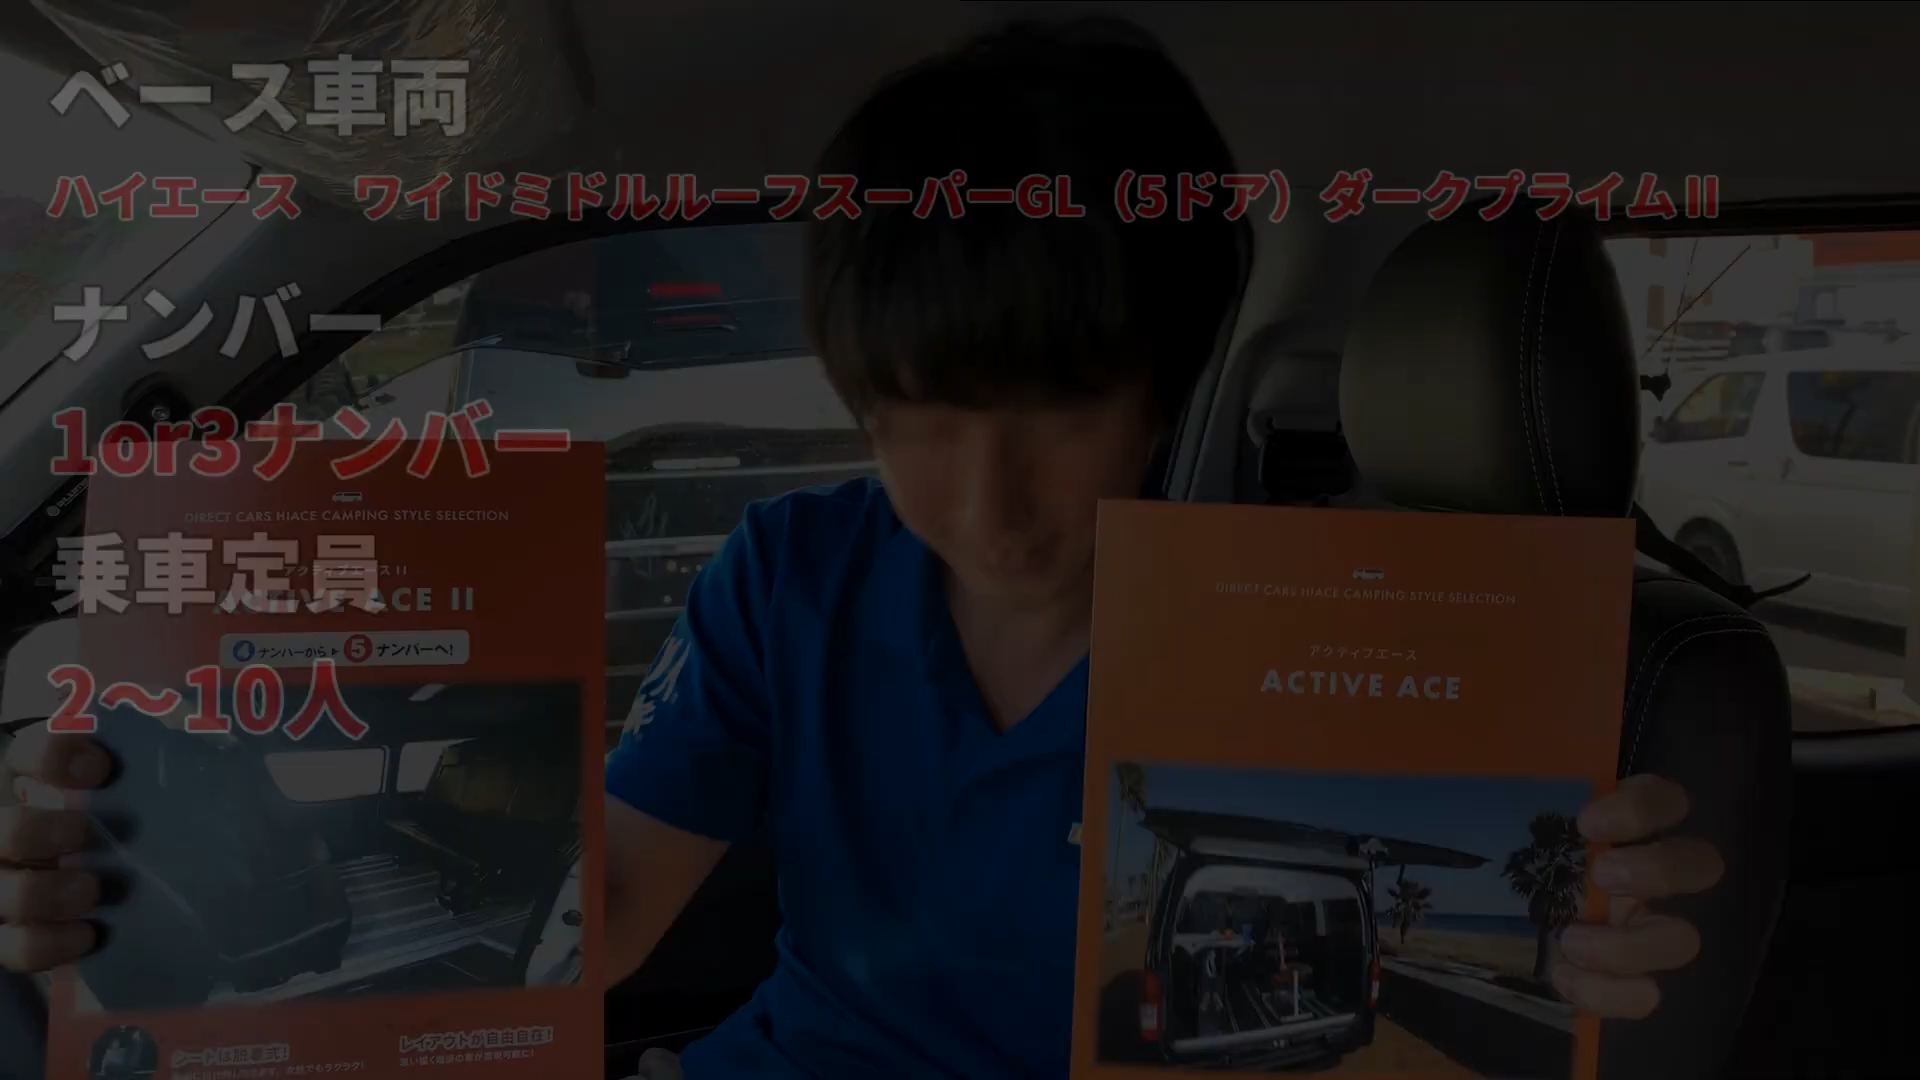 ベース車両
ハイエース　ワイドミドルルーフスーパーGL（5ドア）ダークプライムⅡ
ナンバー
1or3ナンバー
乗車定員
2～10人
DIRECT CARS HIACE CAMPING STYLE SELECTION
アクティブエース II
ACTIVE ACE II
4ナンバーから 5ナンバーへ!
シートは脱着式!
レイアウトが自由自在!
DIRECT CARS HIACE CAMPING STYLE SELECTION
アクティブエース
ACTIVE ACE